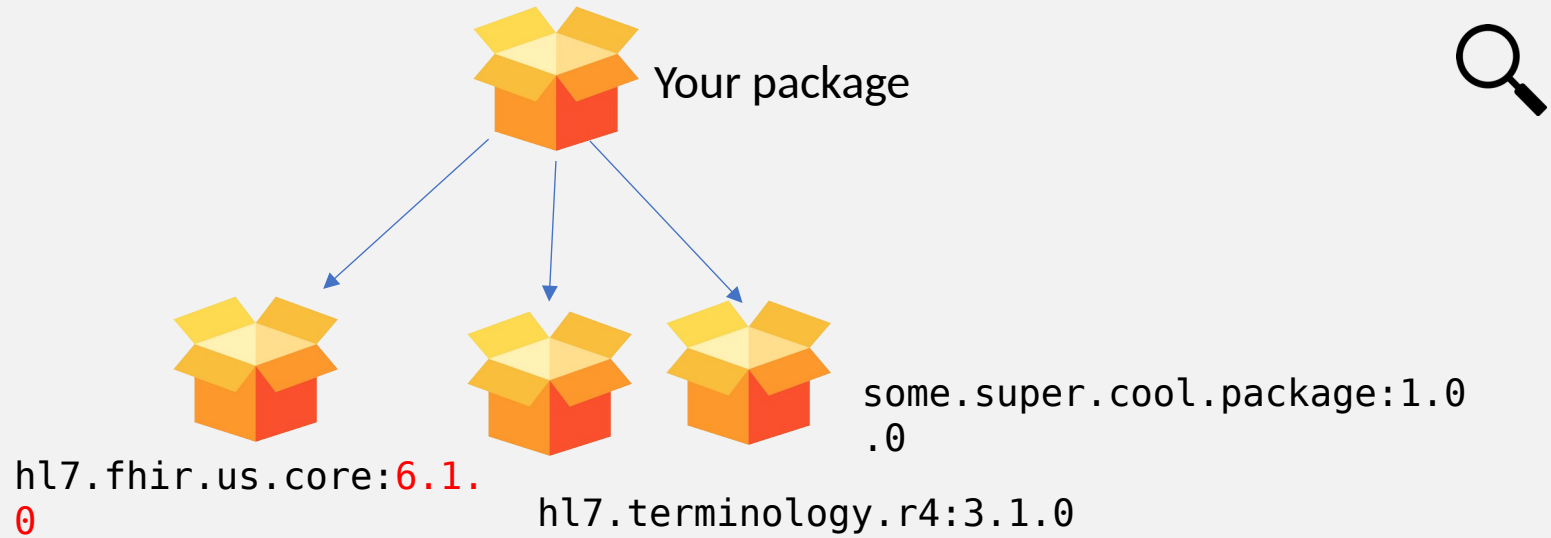 Your package
some.super.cool.package:1.0
.0
hl7.fhir.us.core:6.1.
0
hl7.terminology.r4:3.1.0